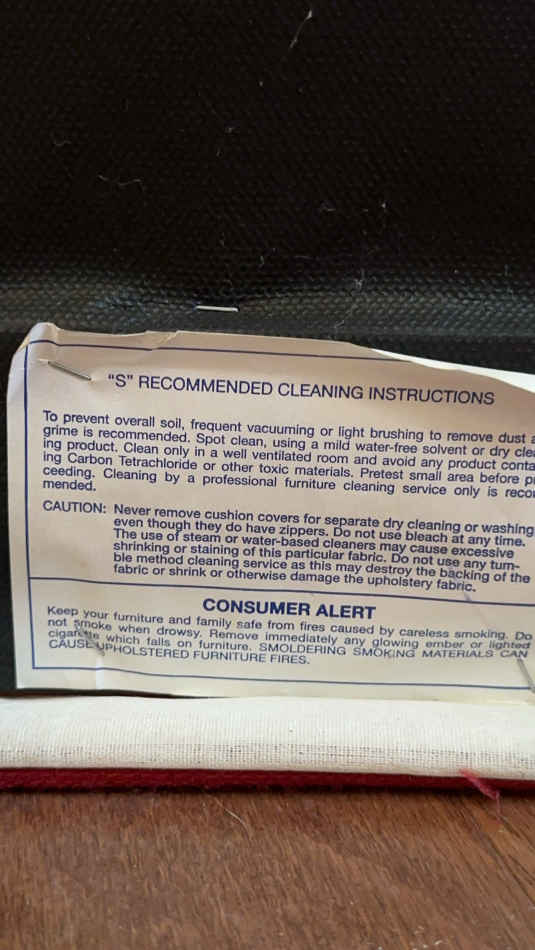 “S” RECOMMENDED CLEANING INSTRUCTIONS
To prevent overall soil, frequent vacuuming or light brushing to remove dust
grime is recommended. Spot clean, using a mild water-free solvent or dry
ing product. Clean only in a well ventilated room and avoid any product
ing Carbon Tetrachloride or other toxic materials. Pretest small area before
ceeding. Cleaning by a professional furniture cleaning service only is
mended.
CAUTION: Never remove cushion covers for separate dry cleaning or washing
even though they do have zippers. Do not use bleach at any time.
The use of steam or water-based cleaners may cause excessive
shrinking or staining of this particular fabric. Do not use any tum-
ble method cleaning service as this may destroy the backing of the
fabric or shrink or otherwise damage the upholstery fabric.
CONSUMER ALERT
Keep your furniture and family safe from fires caused by careless smoking. Do
not smoke when drowsy. Remove immediately any glowing ember or lighted
cigarette which falls on furniture. SMOLDERING SMOKING MATERIALS CAN
CAUSE UPHOLSTERED FURNITURE FIRES.